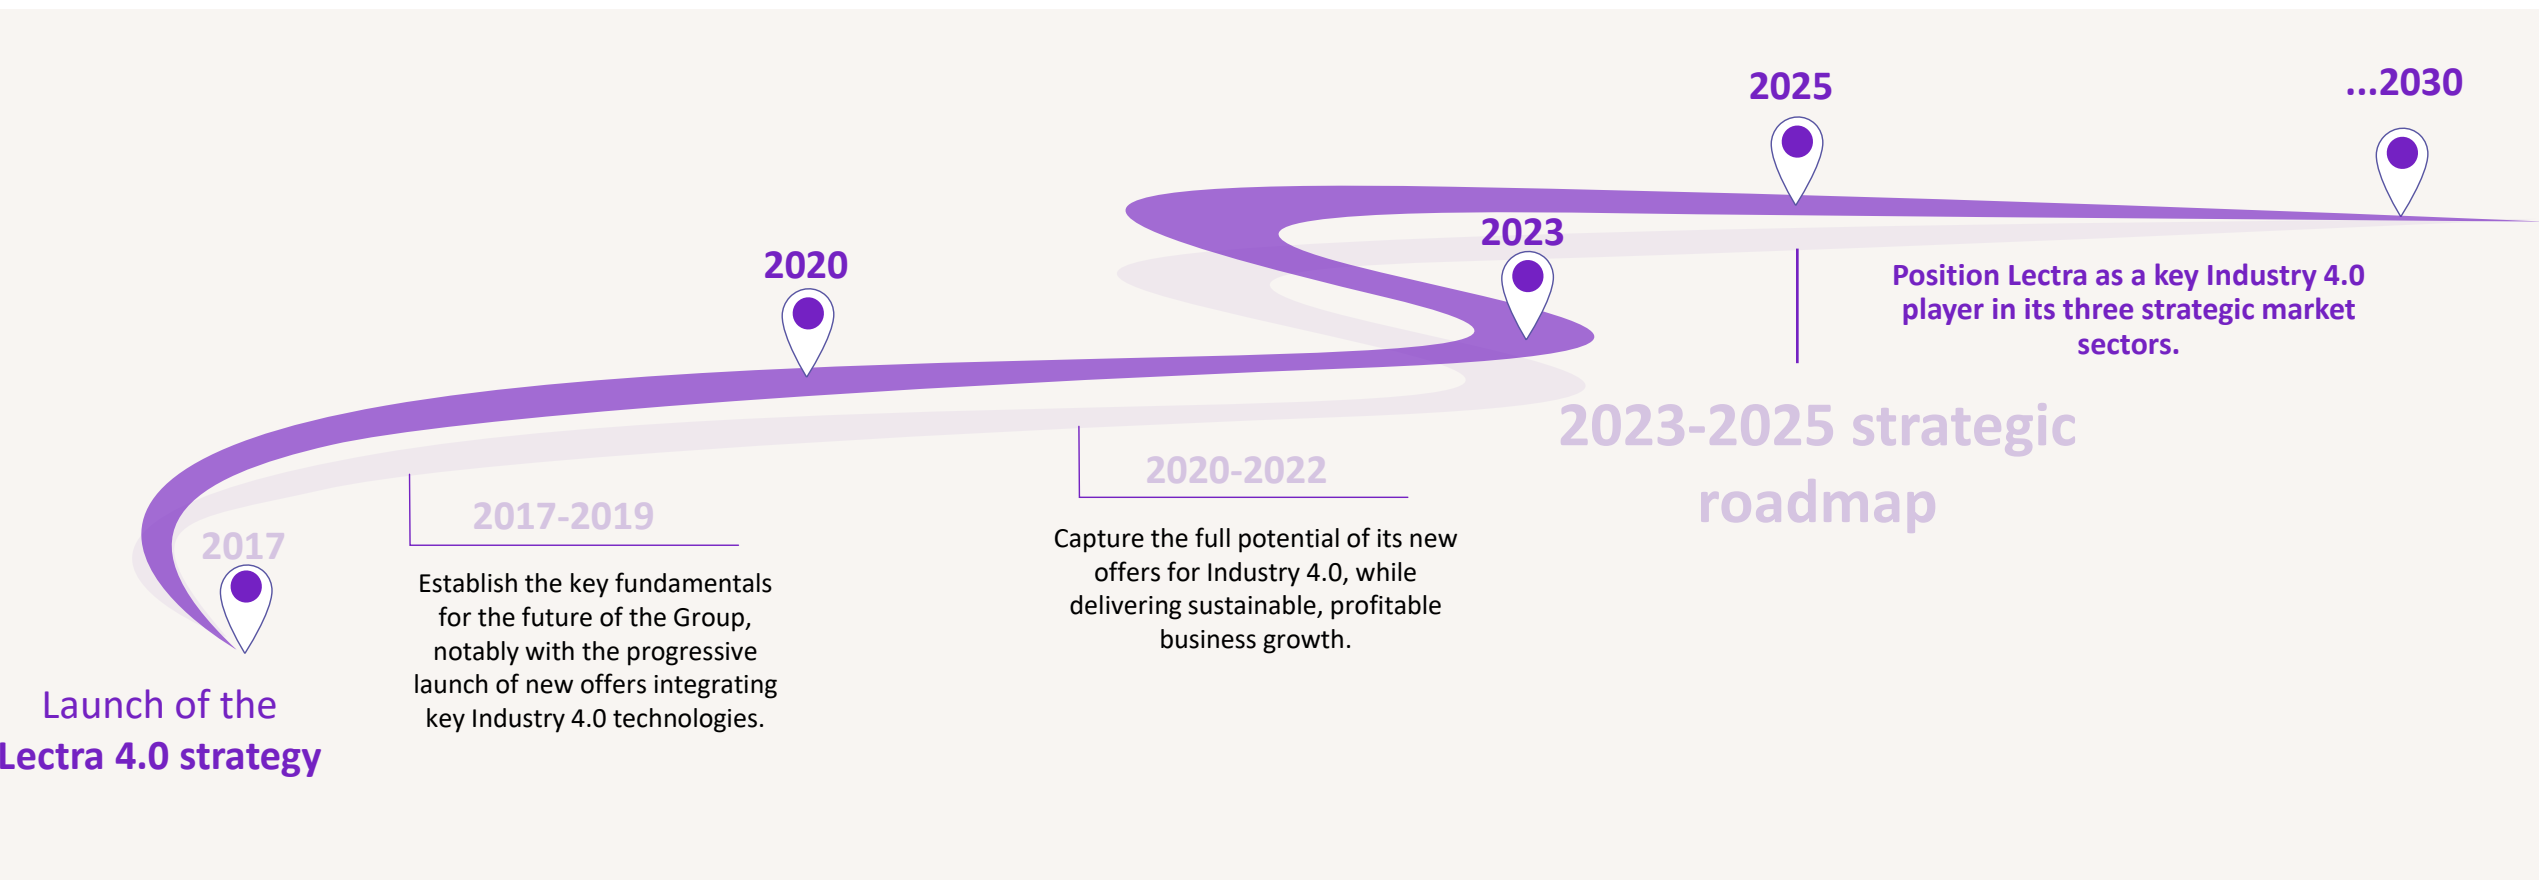 2017
Launch of the
Lectra 4.0 strategy
2017-2019
Establish the key fundamentals
for the future of the Group,
notably with the progressive
launch of new offers integrating
key Industry 4.0 technologies.
2020
2020-2022
Capture the full potential of its new
offers for Industry 4.0, while
delivering sustainable, profitable
business growth.
2023
2023-2025 strategic
roadmap
2025
Position Lectra as a key Industry 4.0
player in its three strategic market
sectors.
...2030